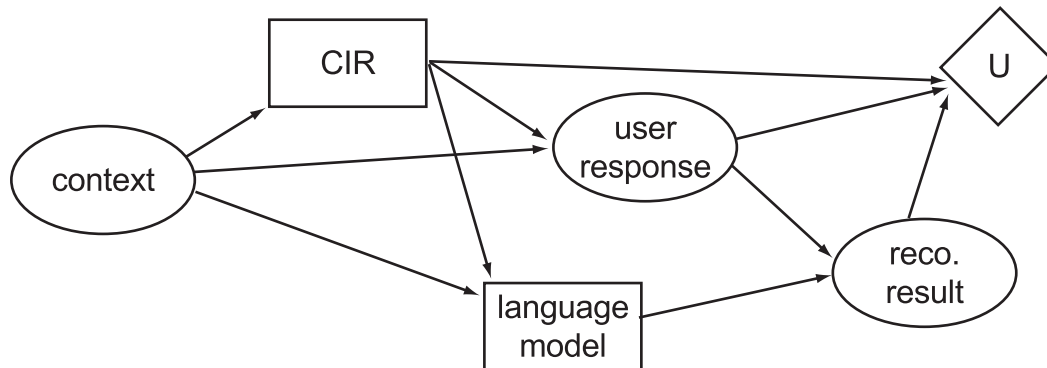 CIR
U
user
response
context
reco.
result
language
model